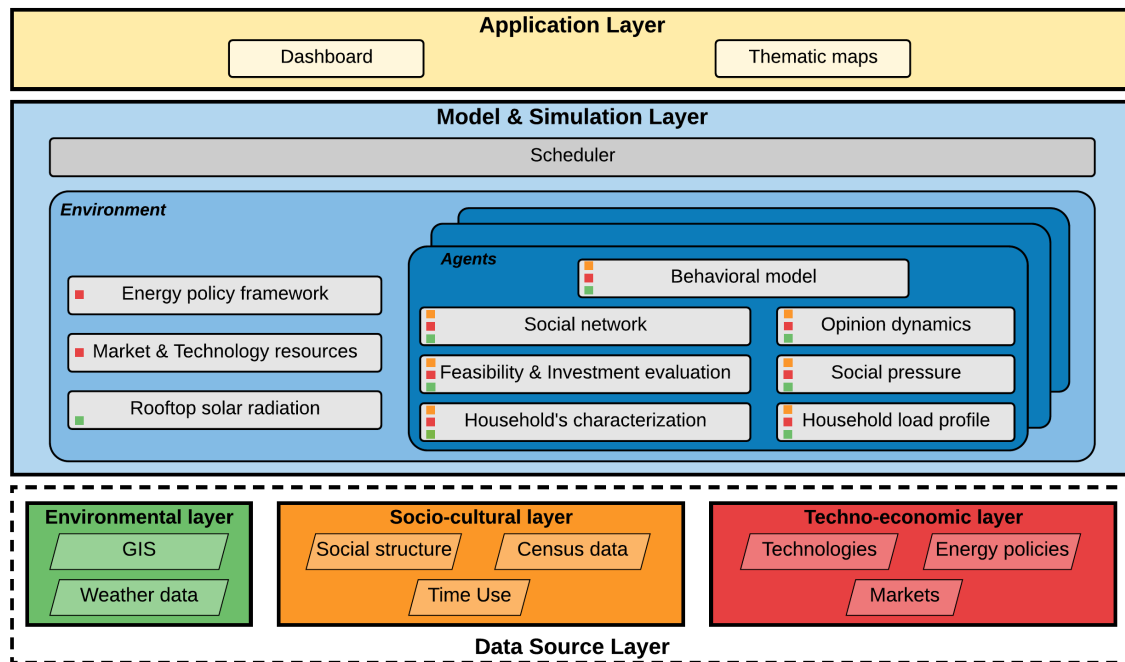 Application Layer
Dashboard
Thematic maps
Model & Simulation Layer
Scheduler
Environment
Energy policy framework
Market & Technology resources
Rooftop solar radiation
Agents
Behavioral model
Social network
Opinion dynamics
Feasibility & Investment evaluation
Social pressure
Household's characterization
Household load profile
Environmental layer
GIS
Weather data
Socio-cultural layer
Social structure
Census data
Time Use
Techno-economic layer
Technologies
Energy policies
Markets
Data Source Layer